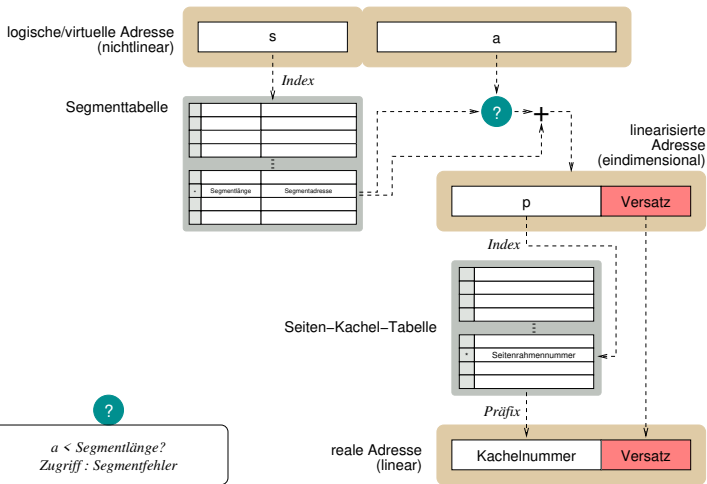 logische/virtuelle Adresse
(nichtlinear)
s
a
Index
Segmenttabelle
?
+
linearisierte
Adresse
(eindimensional)
* Segmentlänge Segmentadresse
p
Versatz
Index
Seiten−Kachel−Tabelle
* Seitenrahmennummer
?
Präfix
a < Segmentlänge?
Zugriff : Segmentfehler
reale Adresse
(linear)
Kachelnummer
Versatz